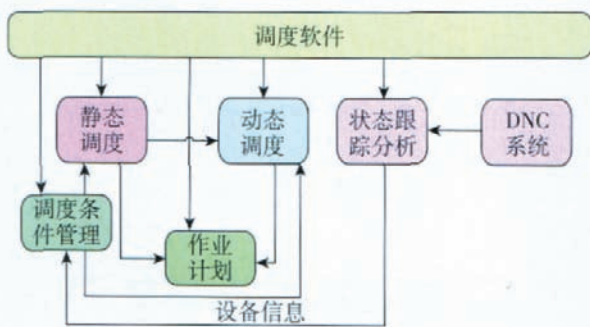 调度软件
静态
调度
动态
调度
状态跟
踪分析
DNC
系统
调度条
件管理
作业
计划
设备信息